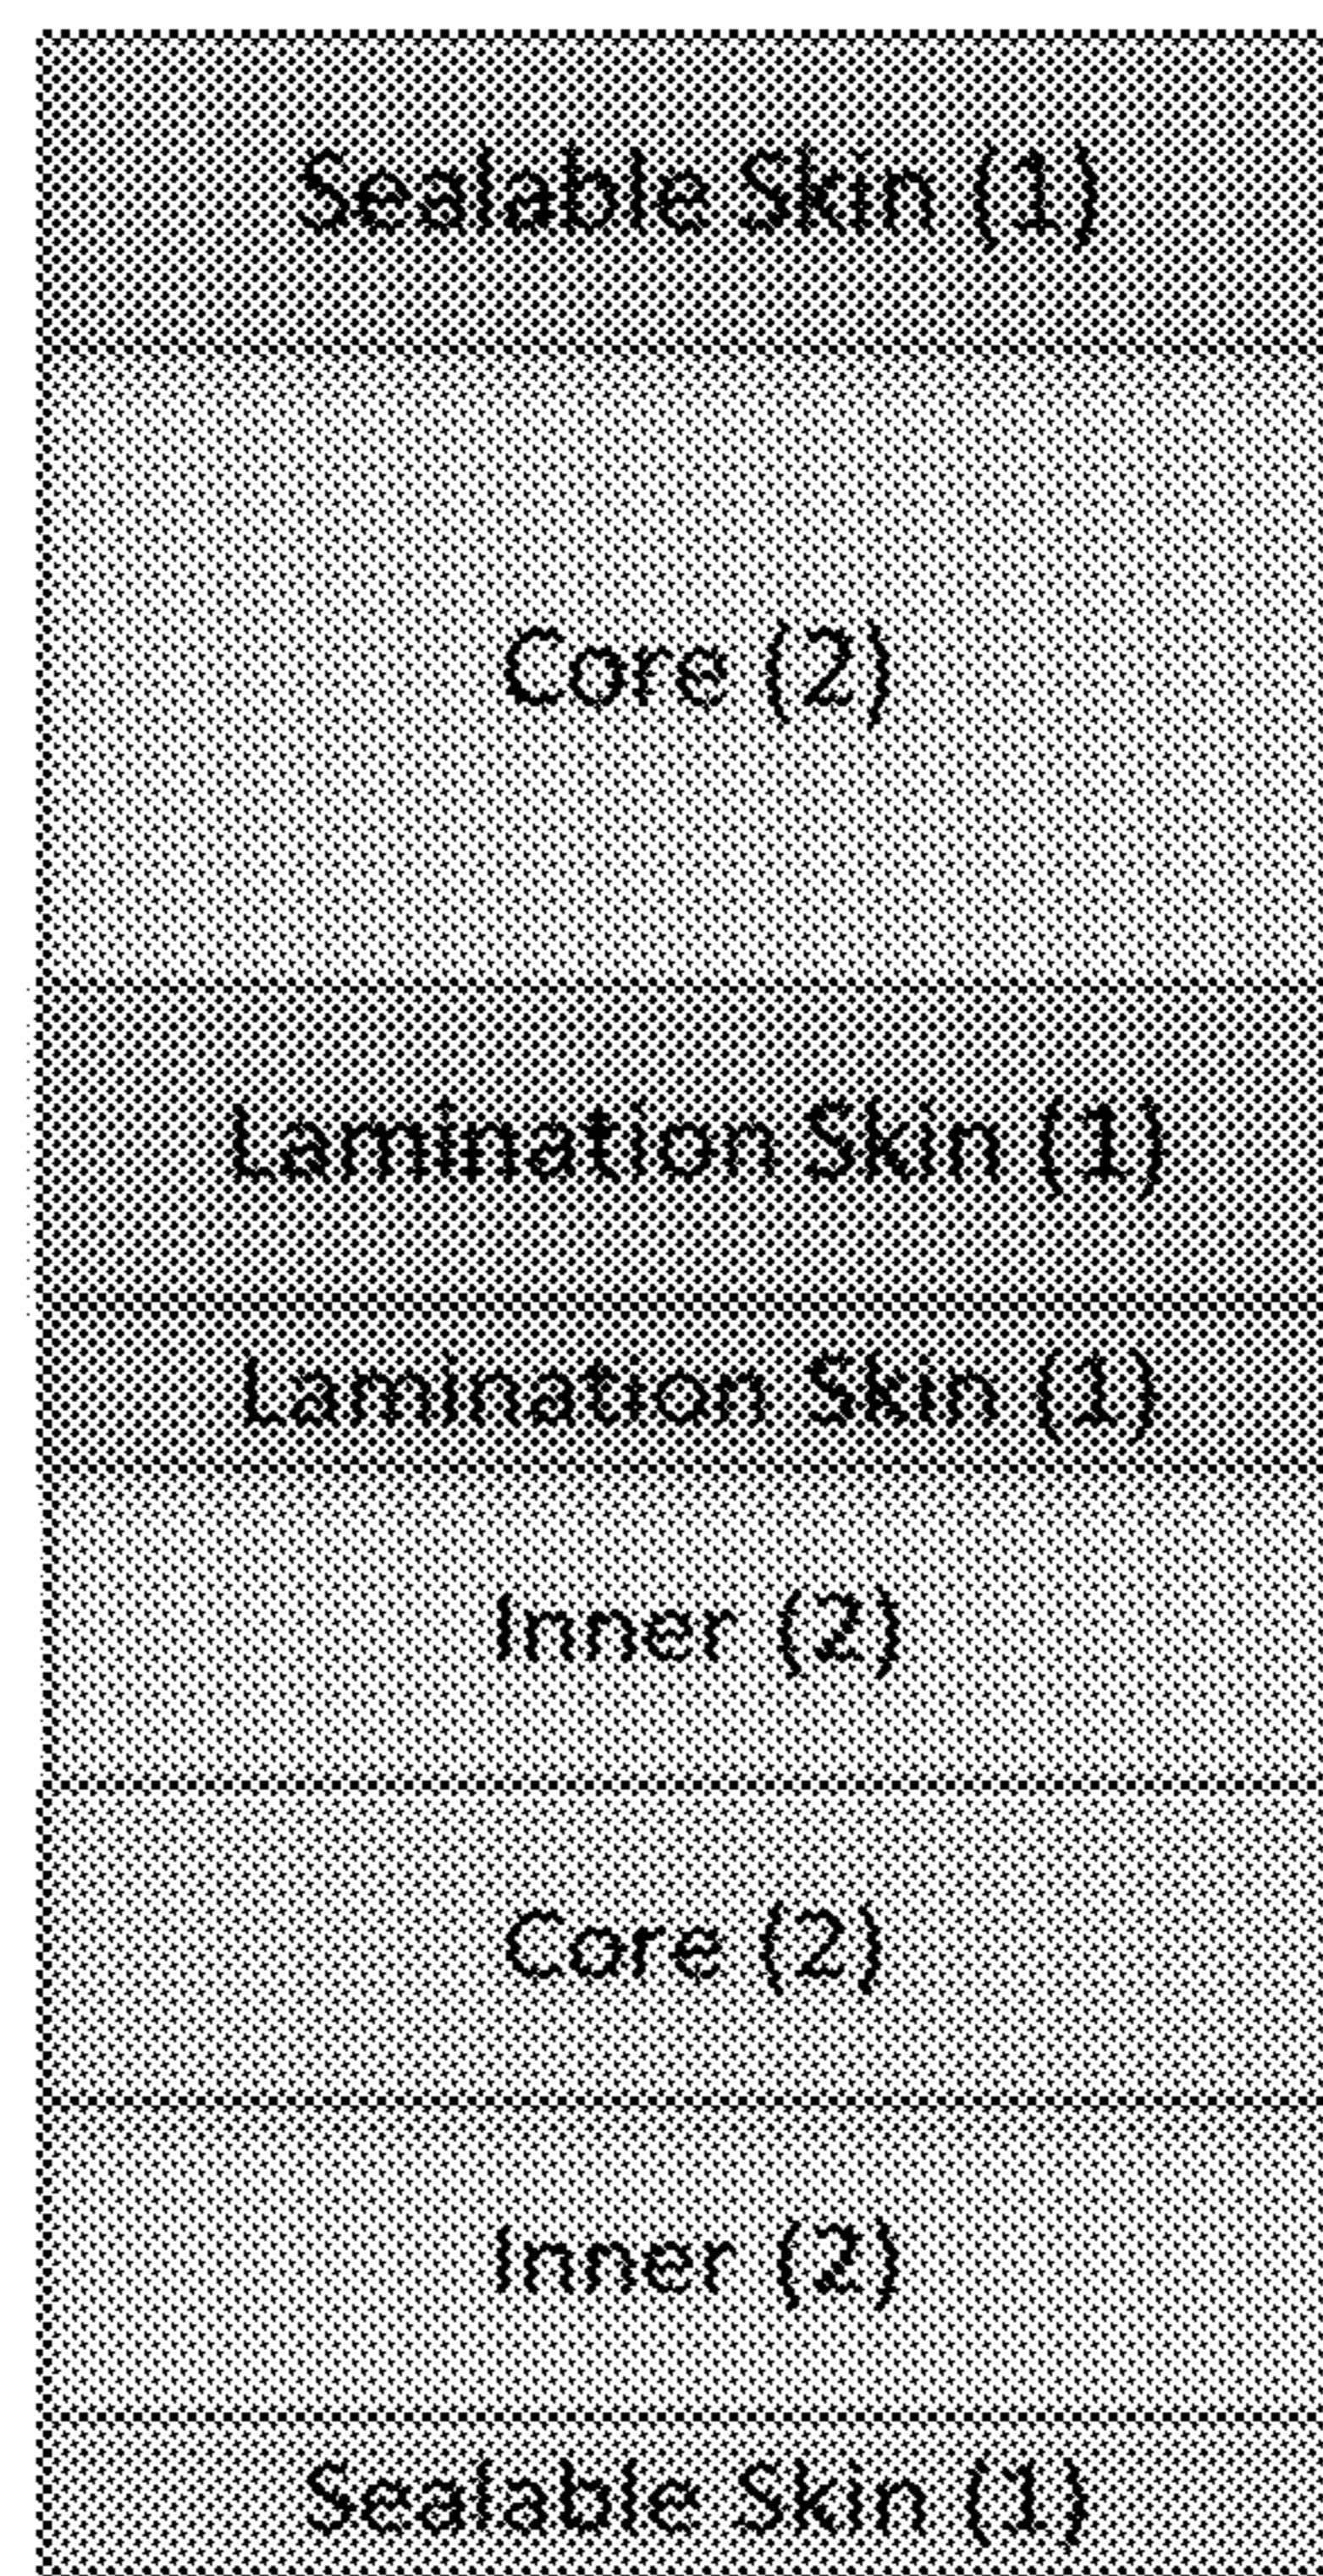 Sealable Skin (1)
Core (2)
Lamination Skin (1)
Lamination Skin (1)
Inner (2)
Core (2)
Inner (2)
Sealable Skin (1)